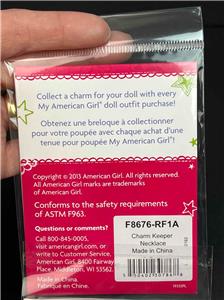 Collect a charm for your doll with every
My American Girl® doll outfit purchase!
Obtenez une breloque à collectionner
pour votre poupée avec chaque achat d'une
tenue pour poupée My American Girl®!
Copyright © 2013 American Girl. All rights
reserved. All American Girl marks are trademarks
of American Girl.
Conforms to the safety requirements
of ASTM F963.
Questions or comments?
Call 800-845-0005,
visit americangirl.com, or
write to Customer Service,
American Girl, 8400 Fairway
Place, Middleton, WI 53562.
Made in China.
Fabriqué en Chine.
F8676-RF1A
Charm Keeper
Necklace
Made in China